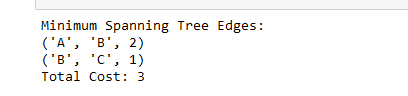 Minimum Spanning Tree Edges:
('A', 'B', 2)
('B', 'C', 1)
Total Cost: 3